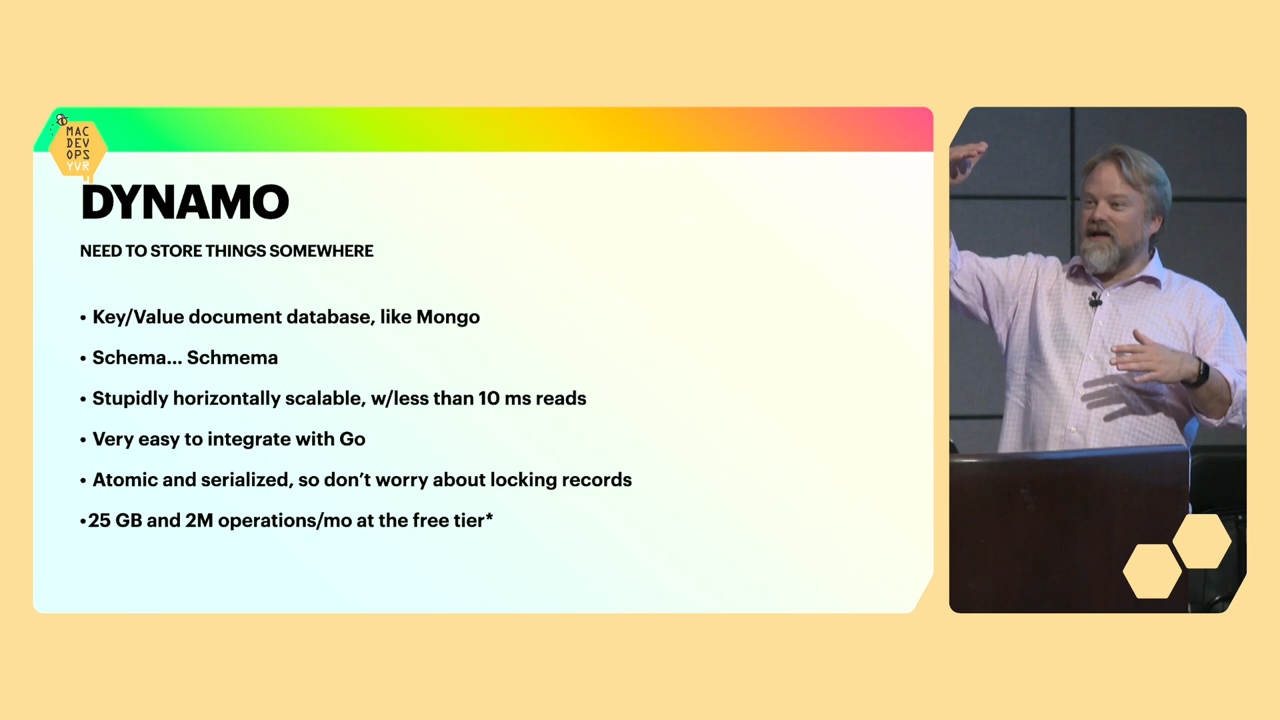 MAC
DEV
OPS
YVR
DYNAMO
NEED TO STORE THINGS SOMEWHERE
• Key/Value document database, like Mongo
• Schema... Schmema
• Stupidly horizontally scalable, w/less than 10 ms reads
• Very easy to integrate with Go
• Atomic and serialized, so don’t worry about locking records
•25 GB and 2M operations/mo at the free tier*